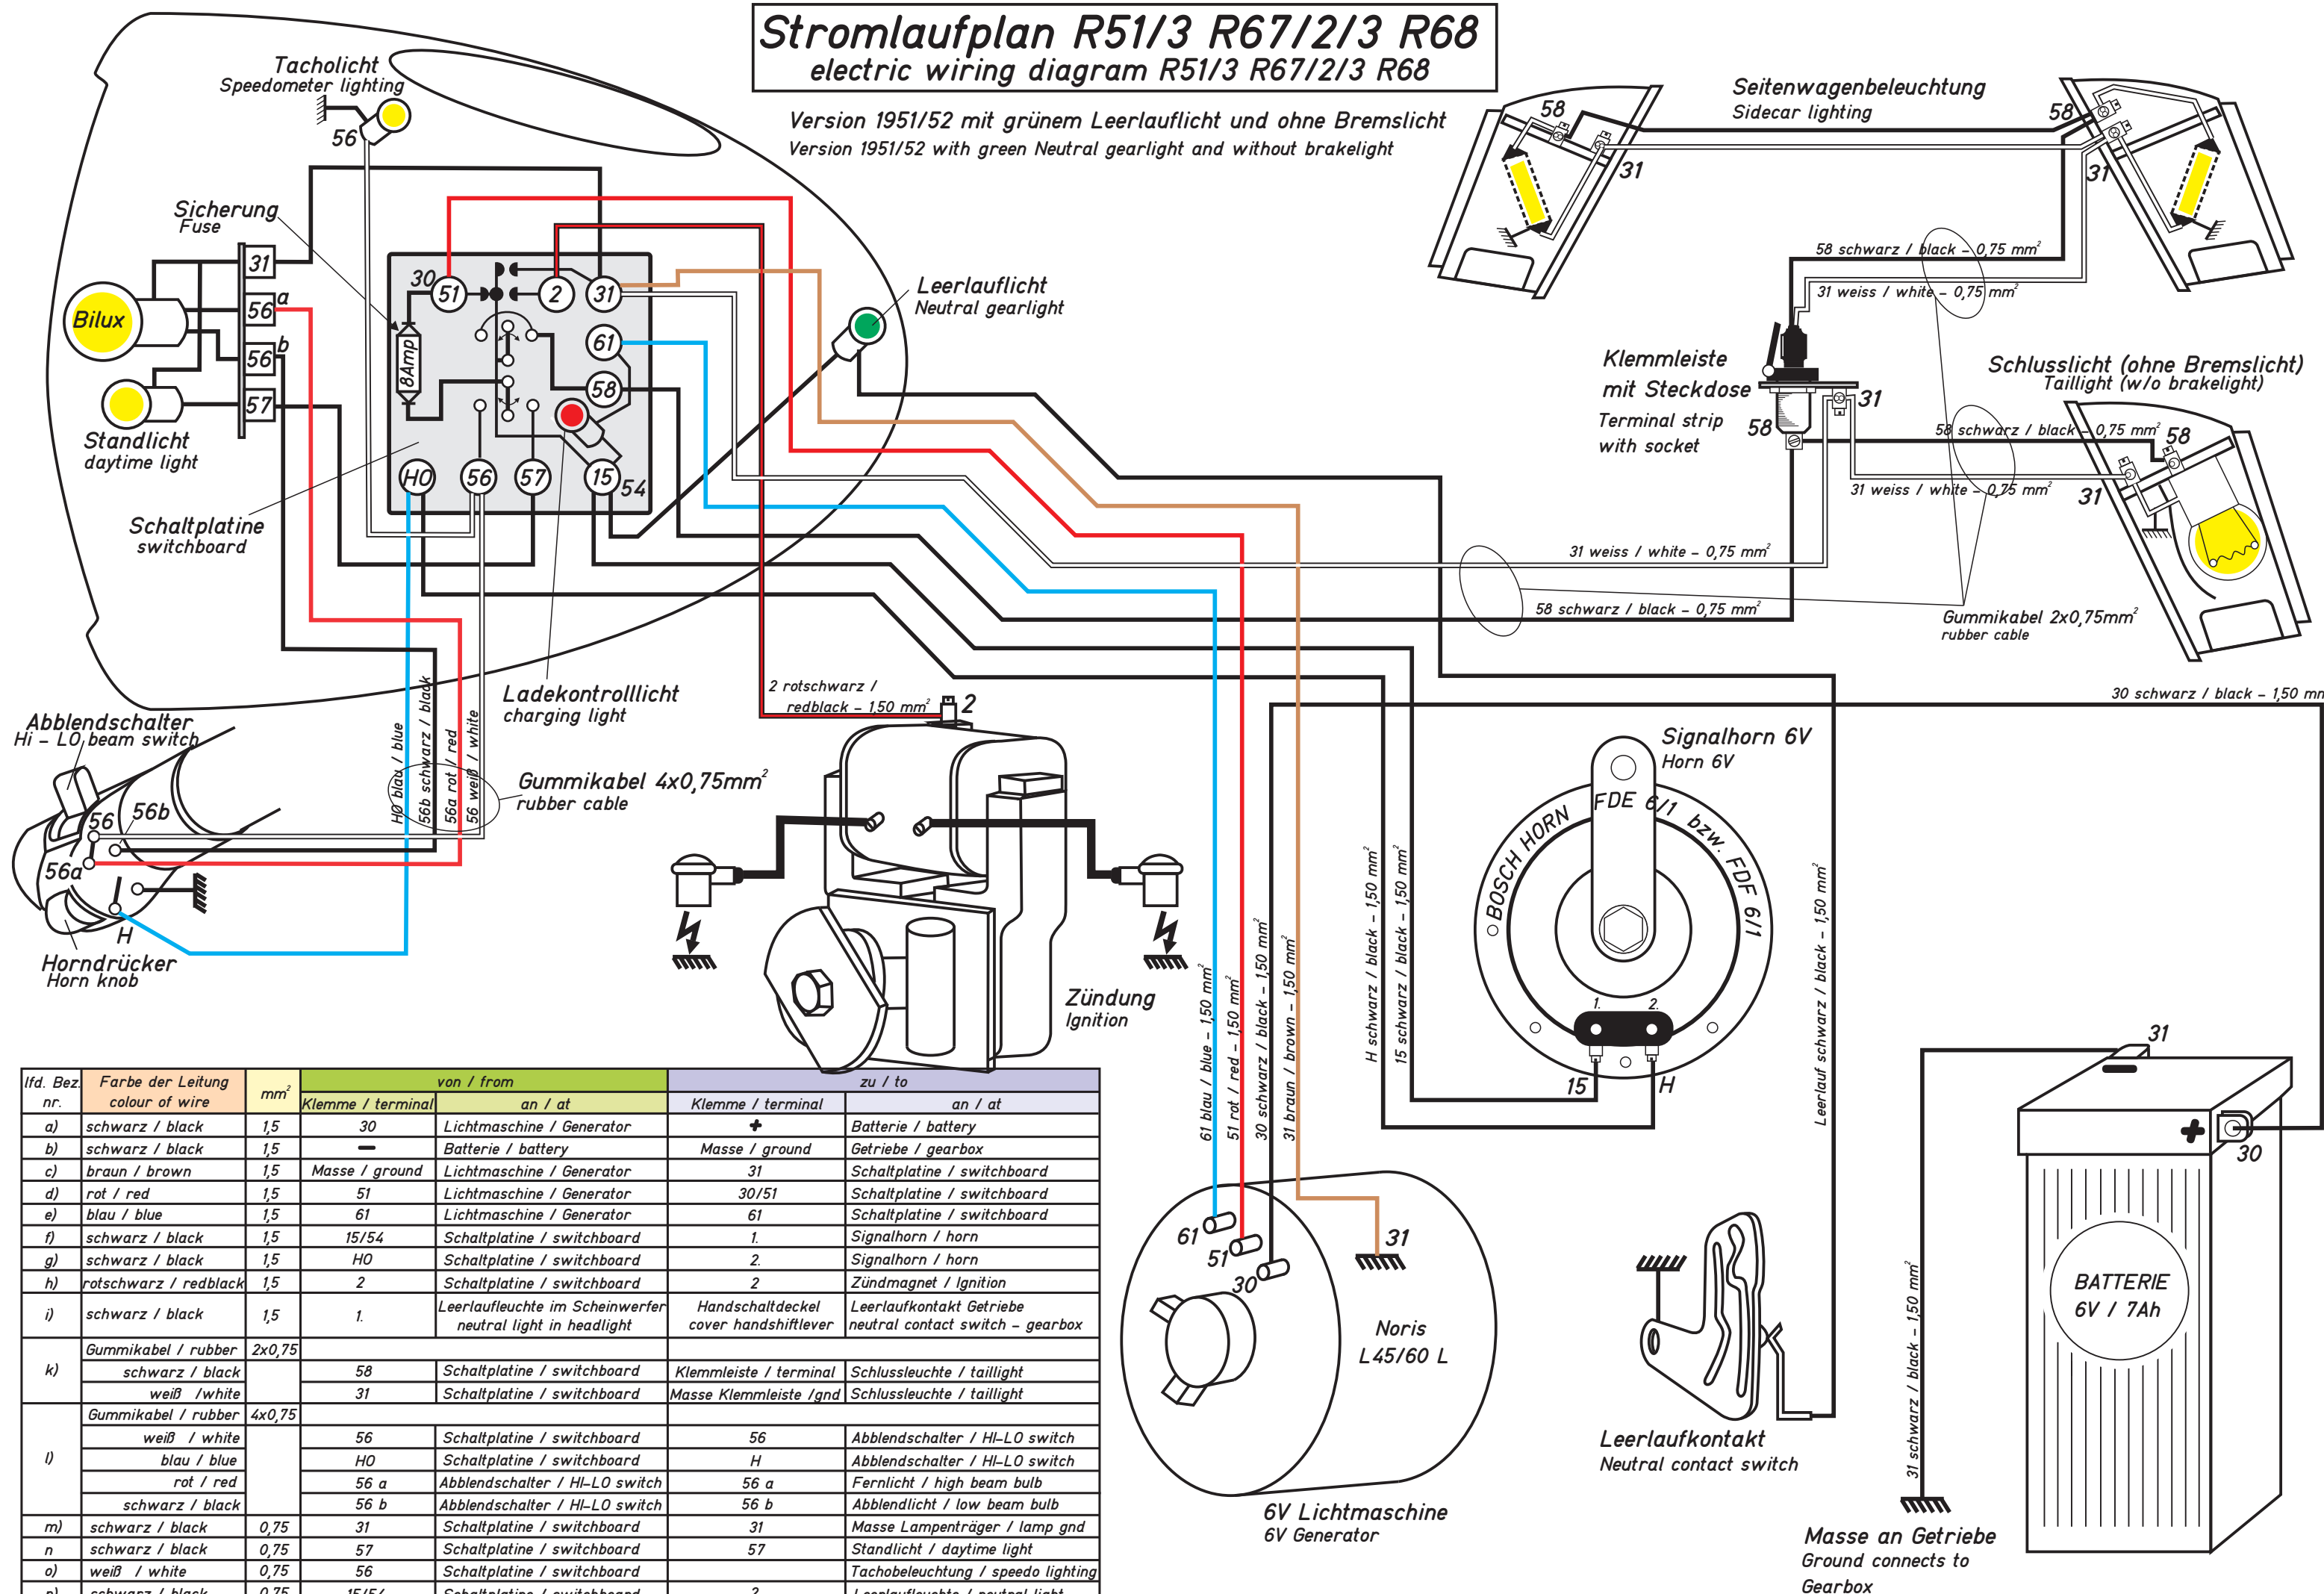 Stromlaufplan R51/3 R67/2/3 R68
electric wiring diagram R51/3 R67/2/3 R68
Version 1951/52 mit grünem Leerlauflicht und ohne Bremslicht
Version 1951/52 with green Neutral gearlight and without brakelight
Tacholicht
Speedometer lighting
56
Sicherung
Fuse
31
56 a
56 b
57
Bilux
Standlicht
daytime light
30
51
2
31
61
58
8Amp
HO
56
57
15
54
Schaltplatine
switchboard
Leerlauflicht
Neutral gearlight
Ladekontrolllicht
charging light
2 rotschwarz /
redblack - 1,50 mm²
2
Seitenwagenbeleuchtung
Sidecar lighting
58
31
58
31
58 schwarz / black - 0,75 mm²
31 weiss / white - 0,75 mm²
Klemmleiste
mit Steckdose
Terminal strip
with socket
31
58
Schlusslicht (ohne Bremslicht)
Taillight (w/o brakelight)
58 schwarz / black - 0,75 mm²
58
31 weiss / white - 0,75 mm²
31
31 weiss / white - 0,75 mm²
58 schwarz / black - 0,75 mm²
Gummikabel 2x0,75mm²
rubber cable
30 schwarz / black - 1,50 mm
Abblendschalter
Hi - LO beam switch
56
56b
56a
H
Horndrücker
Horn knob
HØ blau / blue
56b schwarz / black
56a rot / red
56 weiß / white
Gummikabel 4x0,75mm²
rubber cable
Zündung
Ignition
Signalhorn 6V
Horn 6V
BOSCH HORN FDE 6/1 bzw. FDF 6/1
1.
2.
15
H
61 blau / blue - 1,50 mm²
51 rot / red - 1,50 mm²
30 schwarz / black - 1,50 mm²
31 braun / brown - 1,50 mm²
H schwarz / black - 1,50 mm²
15 schwarz / black - 1,50 mm²
Leerlauf schwarz / black - 1,50 mm²
61
51
30
31
Noris
L45/60 L
6V Lichtmaschine
6V Generator
Leerlaufkontakt
Neutral contact switch
31
+
30
BATTERIE
6V / 7Ah
31 schwarz / black - 1,50 mm²
Masse an Getriebe
Ground connects to
Gearbox
lfd. Bez. nr. Farbe der Leitung colour of wire mm² von / from zu / to
Klemme / terminal an / at Klemme / terminal an / at
a) schwarz / black 1,5 30 Lichtmaschine / Generator + Batterie / battery
b) schwarz / black 1,5 - Batterie / battery Masse / ground Getriebe / gearbox
c) braun / brown 1,5 Masse / ground Lichtmaschine / Generator 31 Schaltplatine / switchboard
d) rot / red 1,5 51 Lichtmaschine / Generator 30/51 Schaltplatine / switchboard
e) blau / blue 1,5 61 Lichtmaschine / Generator 61 Schaltplatine / switchboard
f) schwarz / black 1,5 15/54 Schaltplatine / switchboard 1. Signalhorn / horn
g) schwarz / black 1,5 HO Schaltplatine / switchboard 2. Signalhorn / horn
h) rotschwarz / redblack 1,5 2 Schaltplatine / switchboard 2 Zündmagnet / Ignition
i) schwarz / black 1,5 1. Leerlaufleuchte im Scheinwerfer Handschaltdeckel Leerlaufkontakt Getriebe
neutral light in headlight cover handshiftlever neutral contact switch - gearbox
k) Gummikabel / rubber 2x0,75
schwarz / black 58 Schaltplatine / switchboard Klemmleiste / terminal Schlussleuchte / taillight
weiß /white 31 Schaltplatine / switchboard Masse Klemmleiste /gnd Schlussleuchte / taillight
l) Gummikabel / rubber 4x0,75
weiß / white 56 Schaltplatine / switchboard 56 Abblendschalter / HI-LO switch
blau / blue HO Schaltplatine / switchboard H Abblendschalter / HI-LO switch
rot / red 56 a Abblendschalter / HI-LO switch 56 a Fernlicht / high beam bulb
schwarz / black 56 b Abblendschalter / HI-LO switch 56 b Abblendlicht / low beam bulb
m) schwarz / black 0,75 31 Schaltplatine / switchboard 31 Masse Lampenträger / lamp gnd
n schwarz / black 0,75 57 Schaltplatine / switchboard 57 Standlicht / daytime light
o) weiß / white 0,75 56 Schaltplatine / switchboard Tachobeleuchtung / speedo lighting